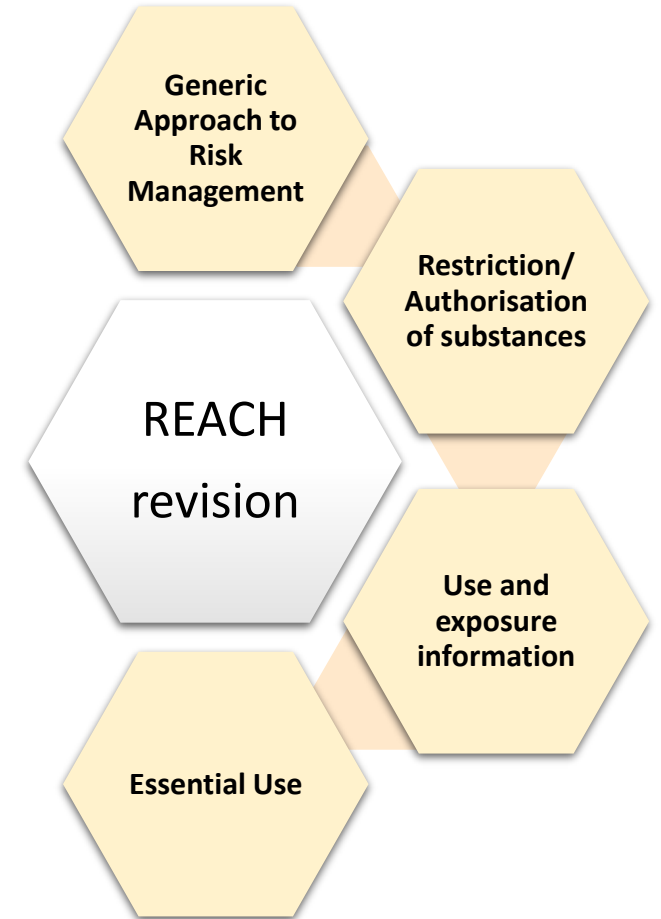 Generic
Approach to
Risk
Management
Restriction/
Authorisation
of substances
REACH
revision
Use and
exposure
information
Essential Use